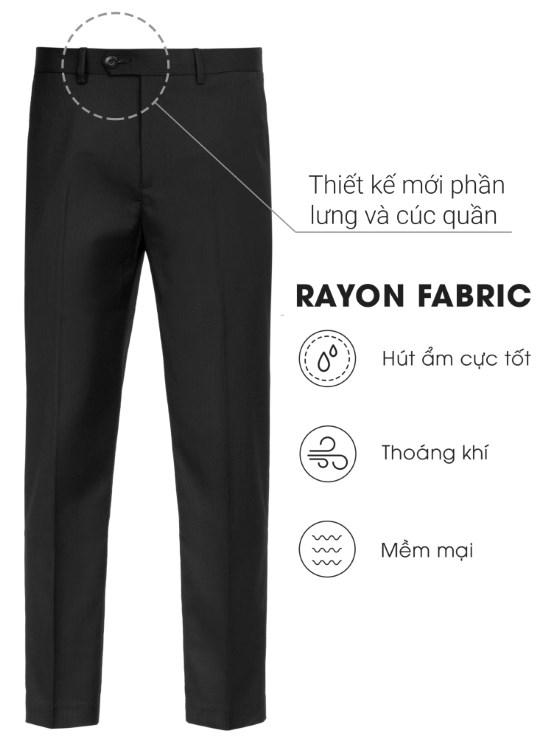 Thiết kế mới phần
lưng và cúc quần
RAYON FABRIC
Hút ẩm cực tốt
Thoáng khí
Mềm mại